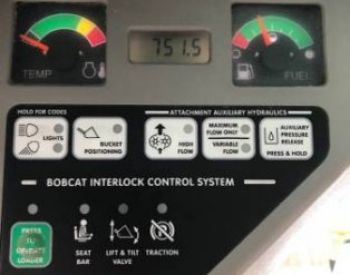 751.5
TEMP
FUEL
HOLD FOR CODES
ATTACHMENT AUXILIARY HYDRAULICS
LIGHTS
BUCKET
POSITIONING
HIGH
FLOW
MAXIMUM
FLOW ONLY
VARIABLE
FLOW
AUXILIARY
PRESSURE
RELEASE
PRESS & HOLD
BOBCAT INTERLOCK CONTROL SYSTEM
PRESS
TO
OPERATE
LOADER
SEAT
BAR
LIFT & TILT
VALVE
TRACTION